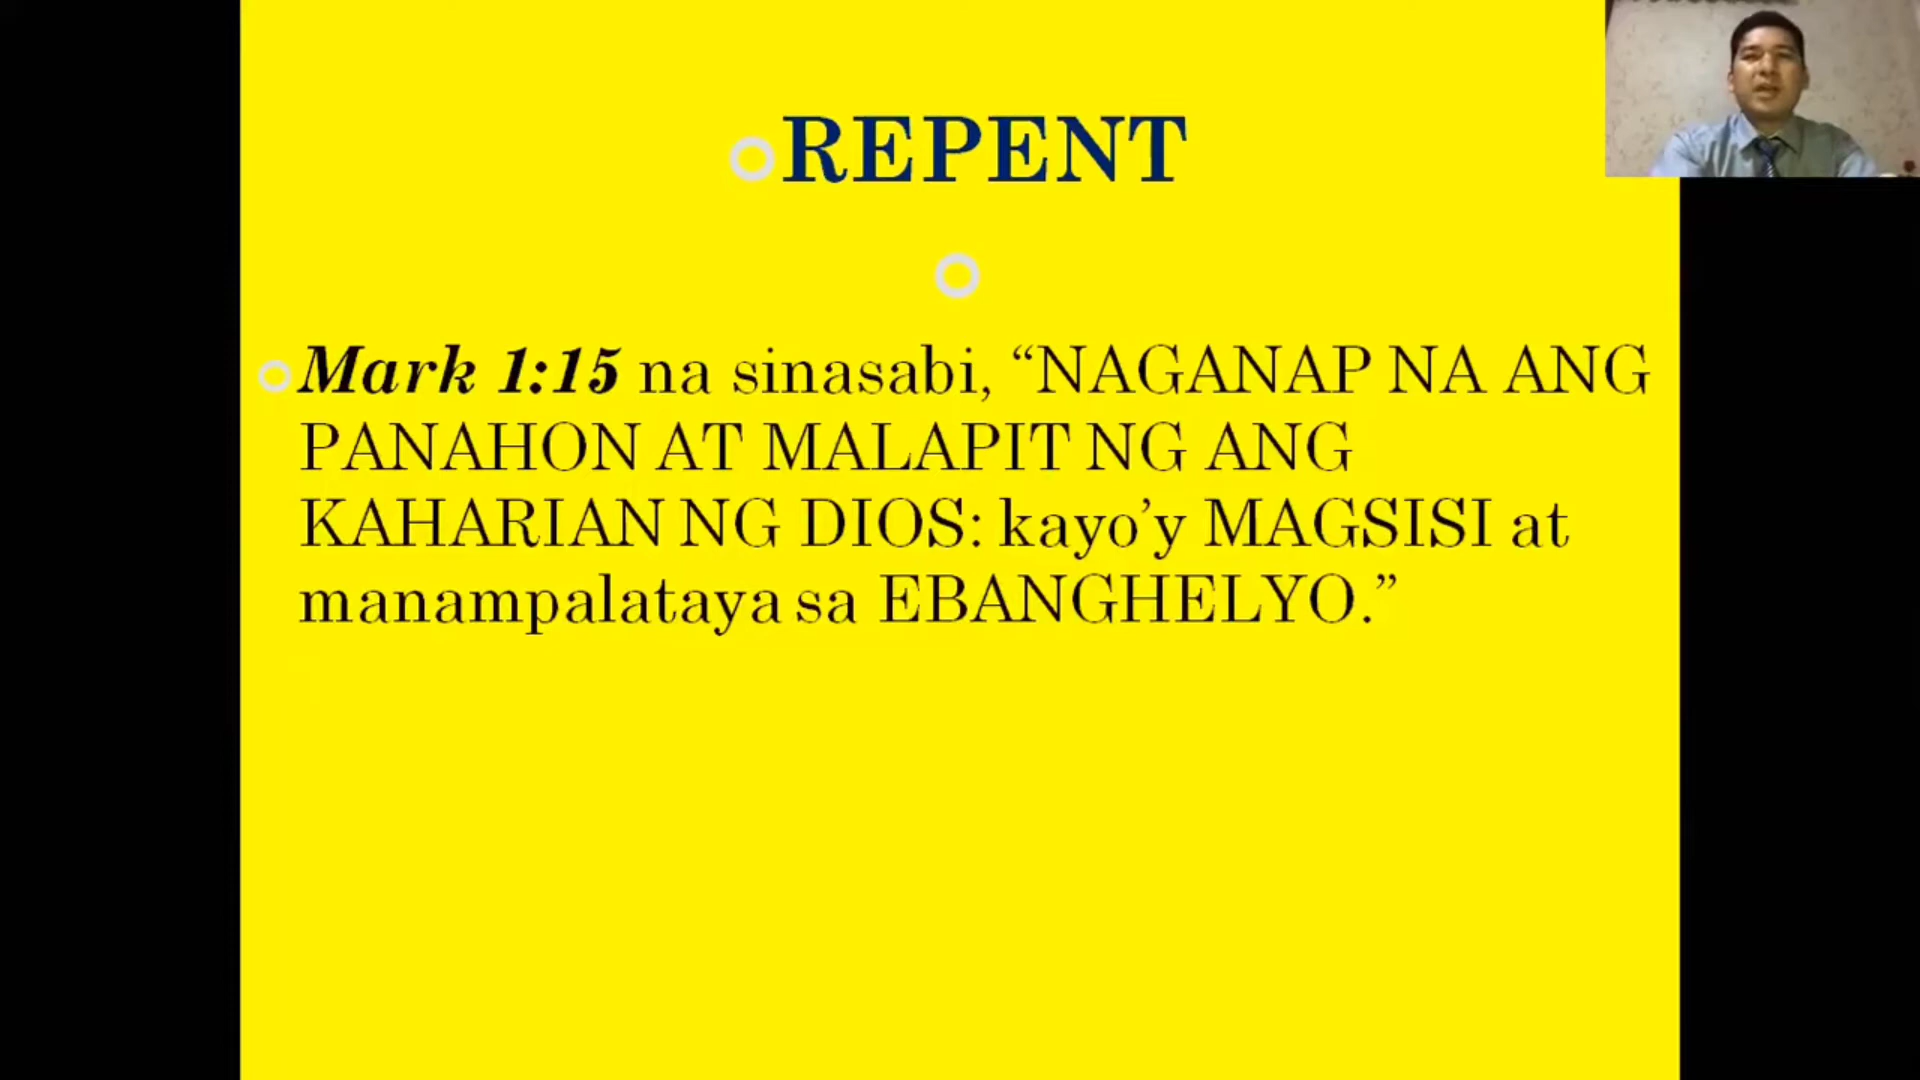 REPENT
Mark 1:15 na sinasabi, “NAGANAP NA ANG
PANAHON AT MALAPIT NG ANG
KAHARIAN NG DIOS: kayo’y MAGSISI at
manampalataya sa EBANGHELYO.”